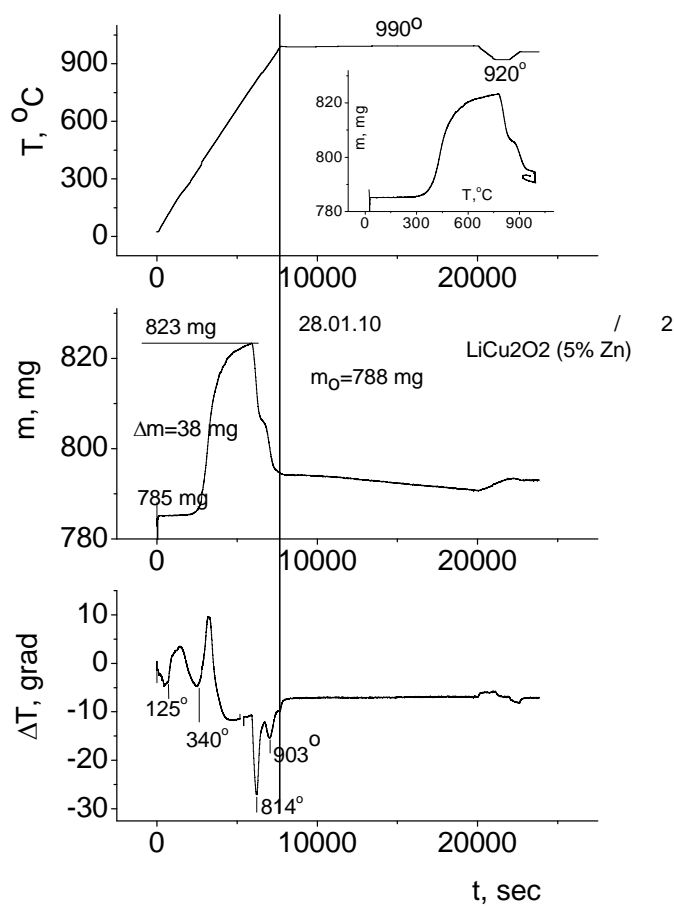 990°
900
T, °C
600
300
0
920°
820
m, mg
800
780
T,°C
0 300 600 900
0 10000 20000
823 mg
28.01.10 / 2
LiCu2O2 (5% Zn)
820
mo=788 mg
m, mg
Δm=38 mg
800
785 mg
780
0 10000 20000
10
0
ΔT, grad
-10
125°
340°
903°
-20
-30
814°
0 10000 20000
t, sec